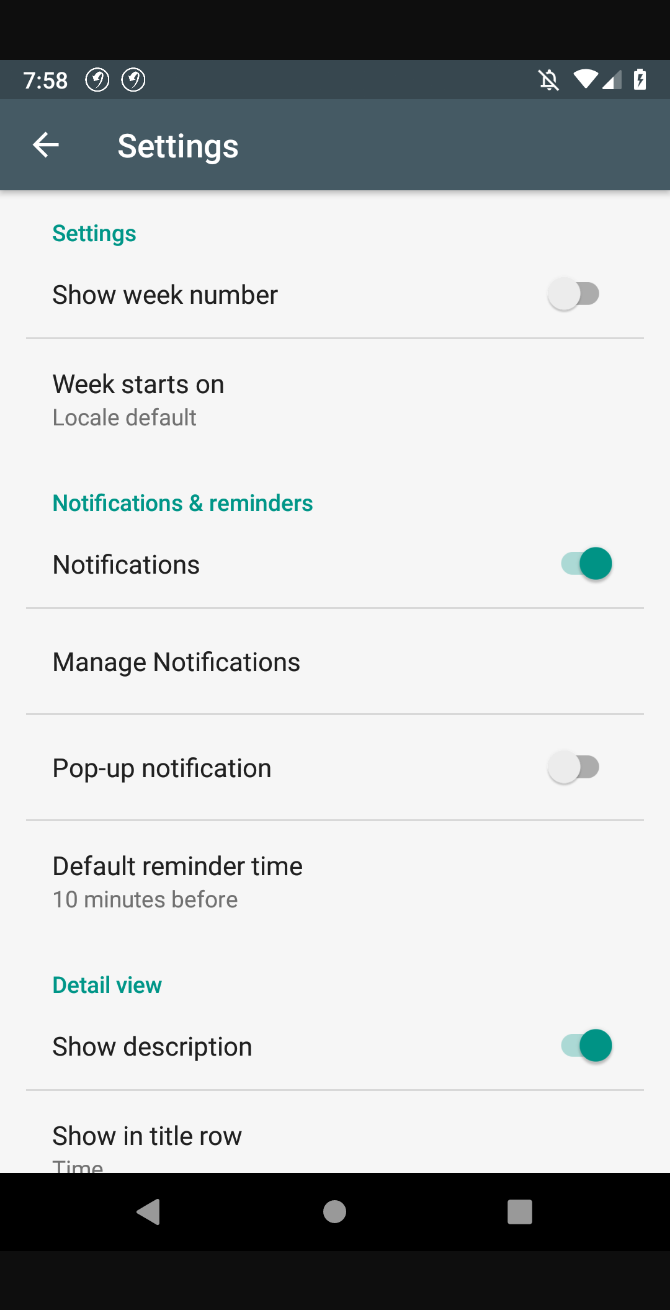 7:58
Settings
Settings
Show week number
Week starts on
Locale default
Notifications & reminders
Notifications
Manage Notifications
Pop-up notification
Default reminder time
10 minutes before
Detail view
Show description
Show in title row
Time